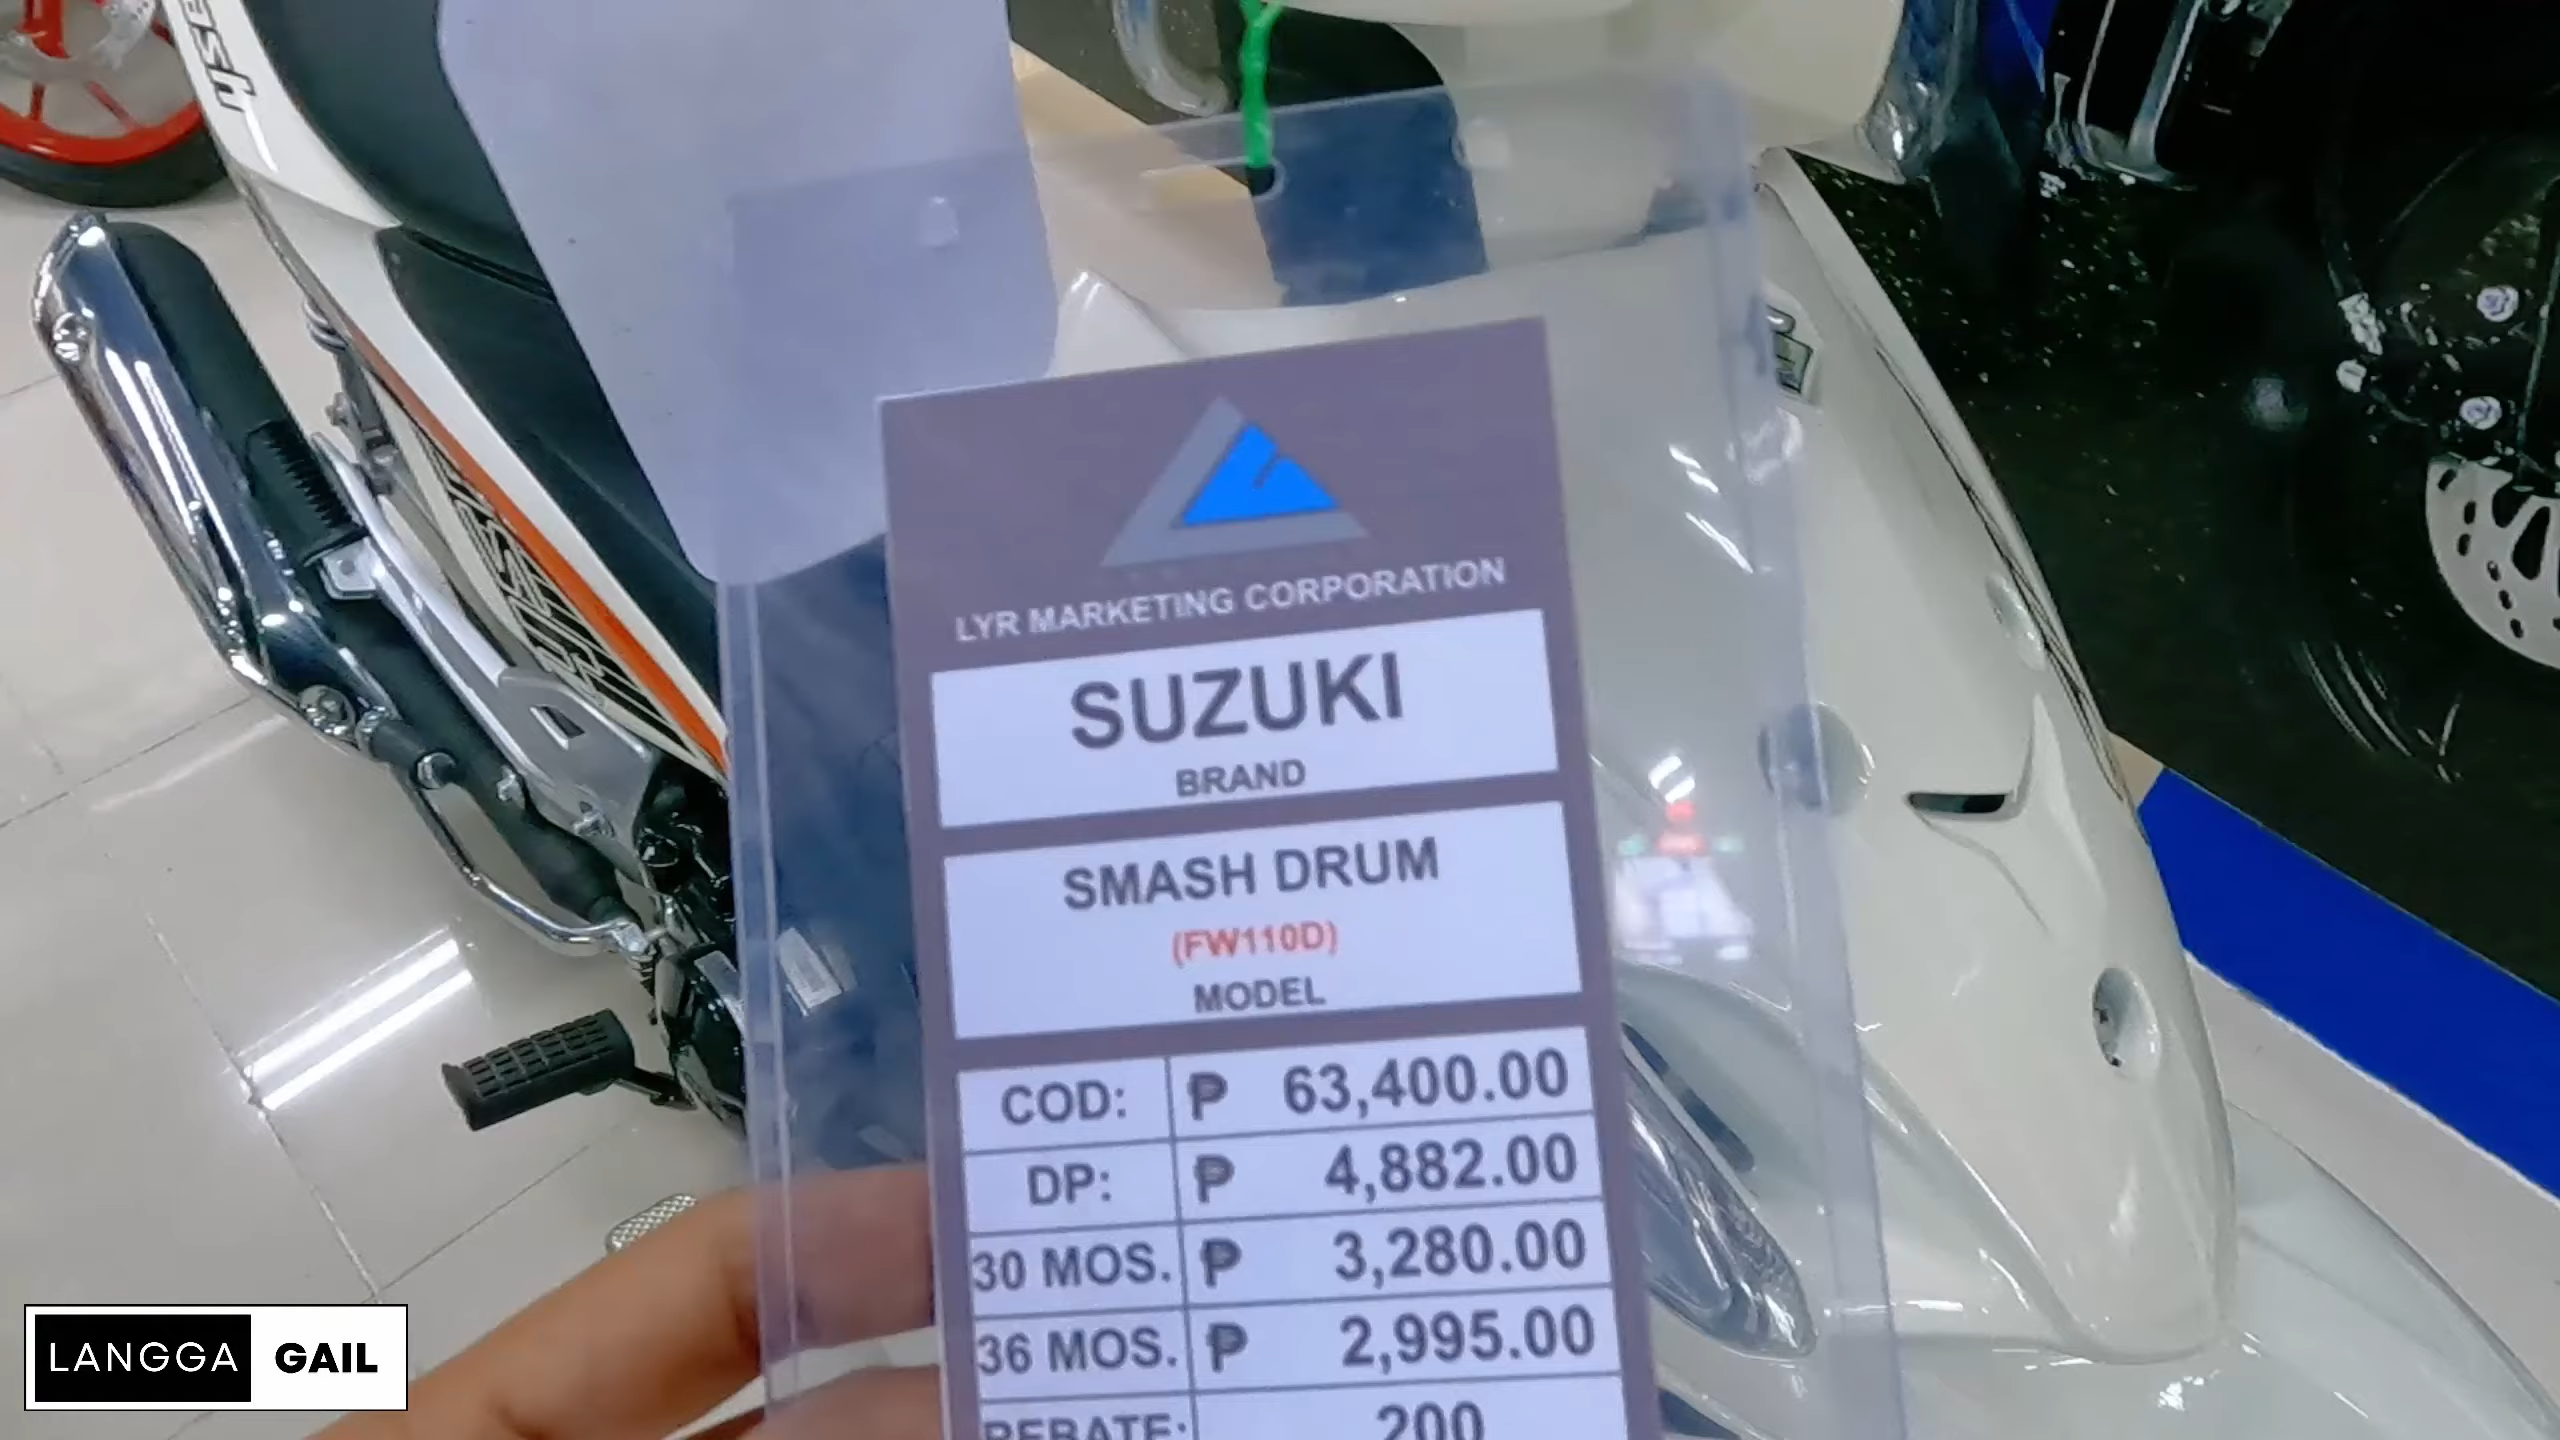 LYR MARKETING CORPORATION
SUZUKI
BRAND
SMASH DRUM
(FW110D)
MODEL
COD: ₱ 63,400.00
DP: ₱ 4,882.00
30 MOS. ₱ 3,280.00
36 MOS. ₱ 2,995.00
REBATE: 200
LANGGA GAIL